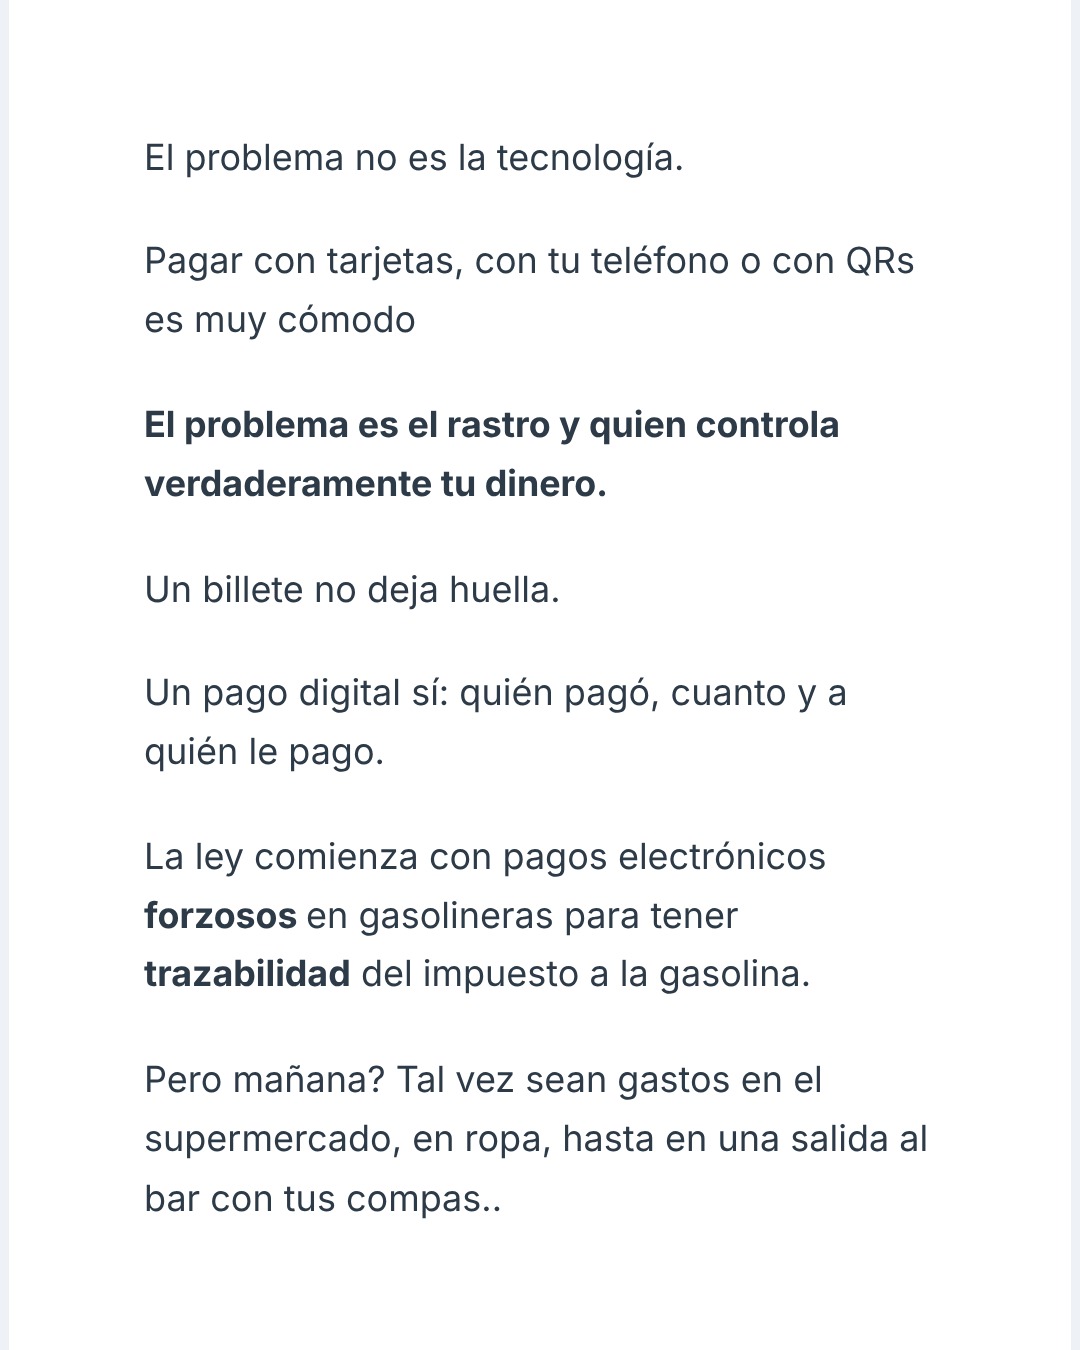 El problema no es la tecnología.
Pagar con tarjetas, con tu teléfono o con QRs
es muy cómodo
El problema es el rastro y quien controla
verdaderamente tu dinero.
Un billete no deja huella.
Un pago digital sí: quién pagó, cuanto y a
quién le pago.
La ley comienza con pagos electrónicos
forzosos en gasolineras para tener
trazabilidad del impuesto a la gasolina.
Pero mañana? Tal vez sean gastos en el
supermercado, en ropa, hasta en una salida al
bar con tus compas..